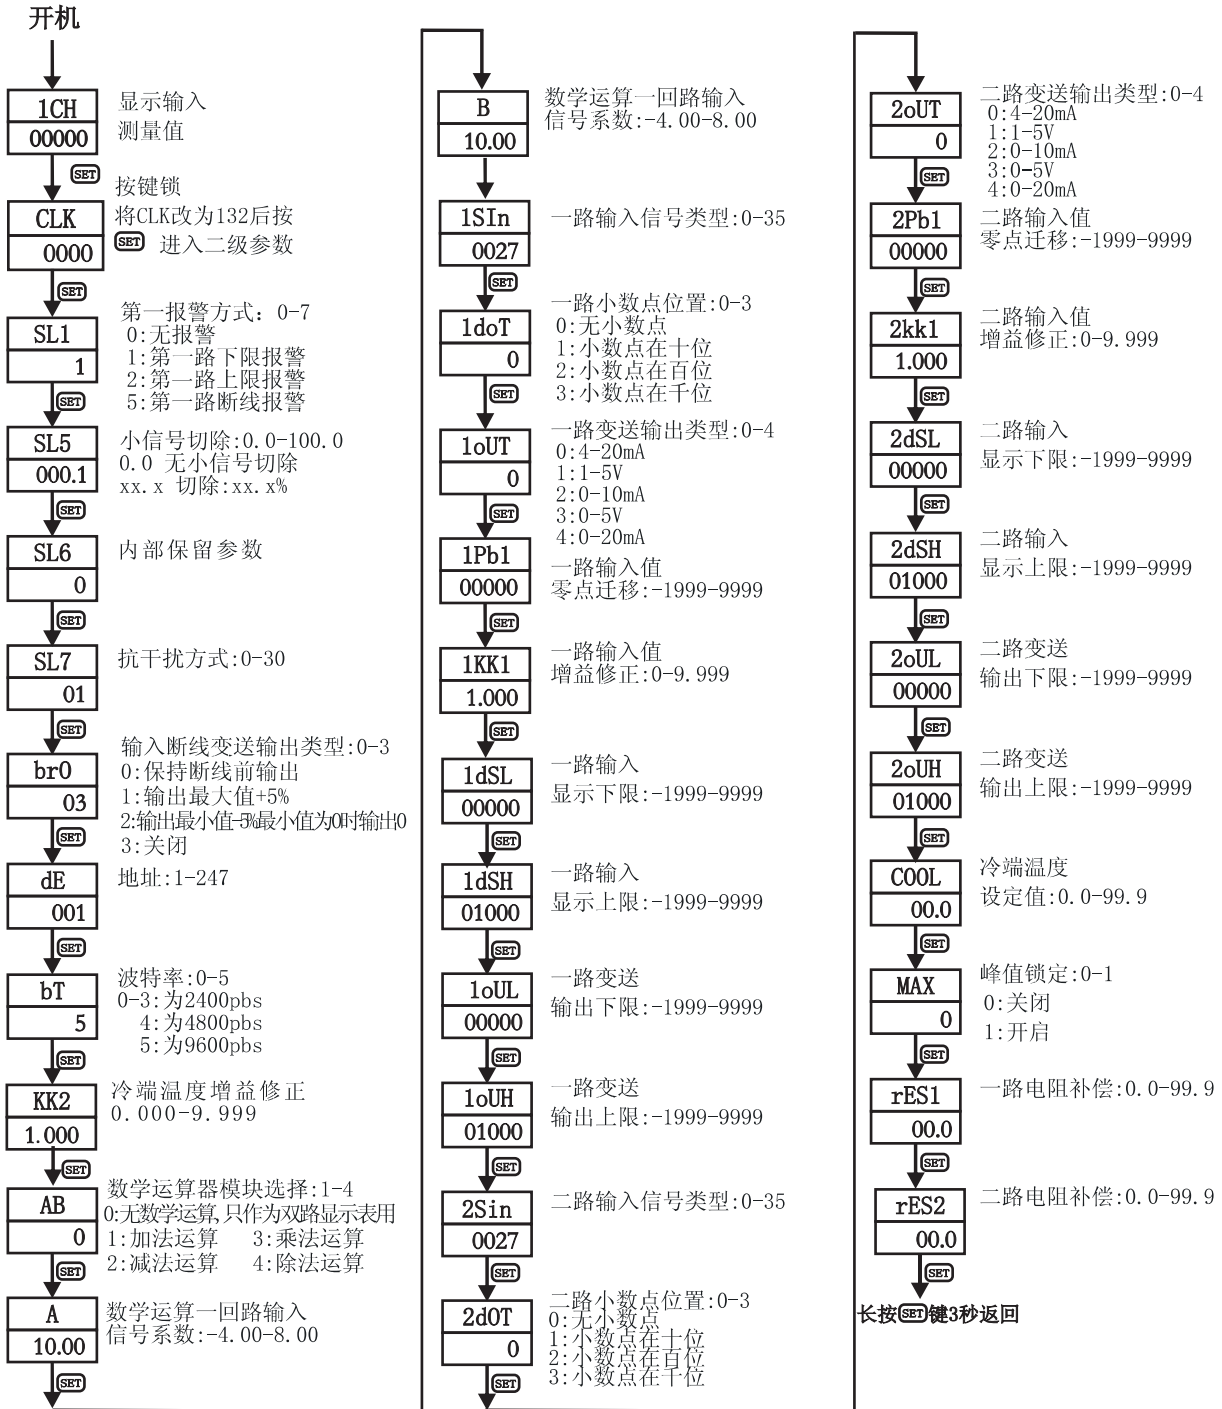 开机
1CH
00000
显示输入
测量值
SET
CLK
0000
按键锁
将CLK改为132后按
SET 进入二级参数
SET
SL1
1
第一报警方式：0-7
0:无报警
1:第一路下限报警
2:第一路上限报警
5:第一路断线报警
SET
SL5
000.1
小信号切除:0.0-100.0
0.0 无小信号切除
xx.x 切除:xx.x%
SET
SL6
0
内部保留参数
SET
SL7
01
抗干扰方式:0-30
SET
br0
03
输入断线变送输出类型:0-3
0:保持断线前输出
1:输出最大值+5%
2:输出最小值-5%最小值为0时输出0
3:关闭
SET
dE
001
地址:1-247
SET
bT
5
波特率:0-5
0-3:为2400pbs
4:为4800pbs
5:为9600pbs
SET
KK2
1.000
冷端温度增益修正
0.000-9.999
SET
AB
0
数学运算器模块选择:1-4
0:无数学运算,只作为双路显示表用
1:加法运算 3:乘法运算
2:减法运算 4:除法运算
SET
A
10.00
数学运算一回路输入
信号系数:-4.00-8.00
SET
B
10.00
数学运算一回路输入
信号系数:-4.00-8.00
1SIn
0027
一路输入信号类型:0-35
SET
1doT
0
一路小数点位置:0-3
0:无小数点
1:小数点在十位
2:小数点在百位
3:小数点在千位
SET
1oUT
0
一路变送输出类型:0-4
0:4-20mA
1:1-5V
2:0-10mA
3:0-5V
4:0-20mA
SET
1Pb1
00000
一路输入值
零点迁移:-1999-9999
SET
1KK1
1.000
一路输入值
增益修正:0-9.999
SET
1dSL
00000
一路输入
显示下限:-1999-9999
SET
1dSH
01000
一路输入
显示上限:-1999-9999
SET
1oUL
00000
一路变送
输出下限:-1999-9999
SET
1oUH
01000
一路变送
输出上限:-1999-9999
SET
2Sin
0027
二路输入信号类型:0-35
SET
2dOT
0
二路小数点位置:0-3
0:无小数点
1:小数点在十位
2:小数点在百位
3:小数点在千位
SET
2oUT
0
二路变送输出类型:0-4
0:4-20mA
1:1-5V
2:0-10mA
3:0-5V
4:0-20mA
SET
2Pb1
00000
二路输入值
零点迁移:-1999-9999
SET
2kk1
1.000
二路输入值
增益修正:0-9.999
SET
2dSL
00000
二路输入
显示下限:-1999-9999
SET
2dSH
01000
二路输入
显示上限:-1999-9999
SET
2oUL
00000
二路变送
输出下限:-1999-9999
SET
2oUH
01000
二路变送
输出上限:-1999-9999
SET
COOL
00.0
冷端温度
设定值:0.0-99.9
SET
MAX
0
峰值锁定:0-1
0:关闭
1:开启
SET
rES1
00.0
一路电阻补偿:0.0-99.9
SET
rES2
00.0
二路电阻补偿:0.0-99.9
SET
长按SET键3秒返回